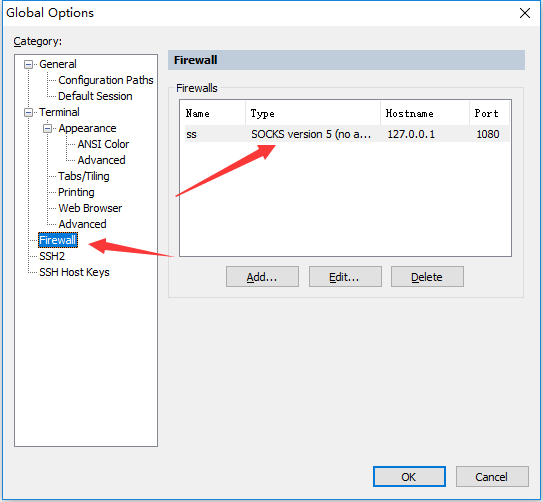 Global Options
Category:
General
Configuration Paths
Default Session
Terminal
Appearance
ANSI Color
Advanced
Tabs/Tiling
Printing
Web Browser
Advanced
Firewall
SSH2
SSH Host Keys
Firewall
Firewalls
Name Type Hostname Port
ss SOCKS version 5 (no a... 127.0.0.1 1080
Add... Edit... Delete
OK Cancel